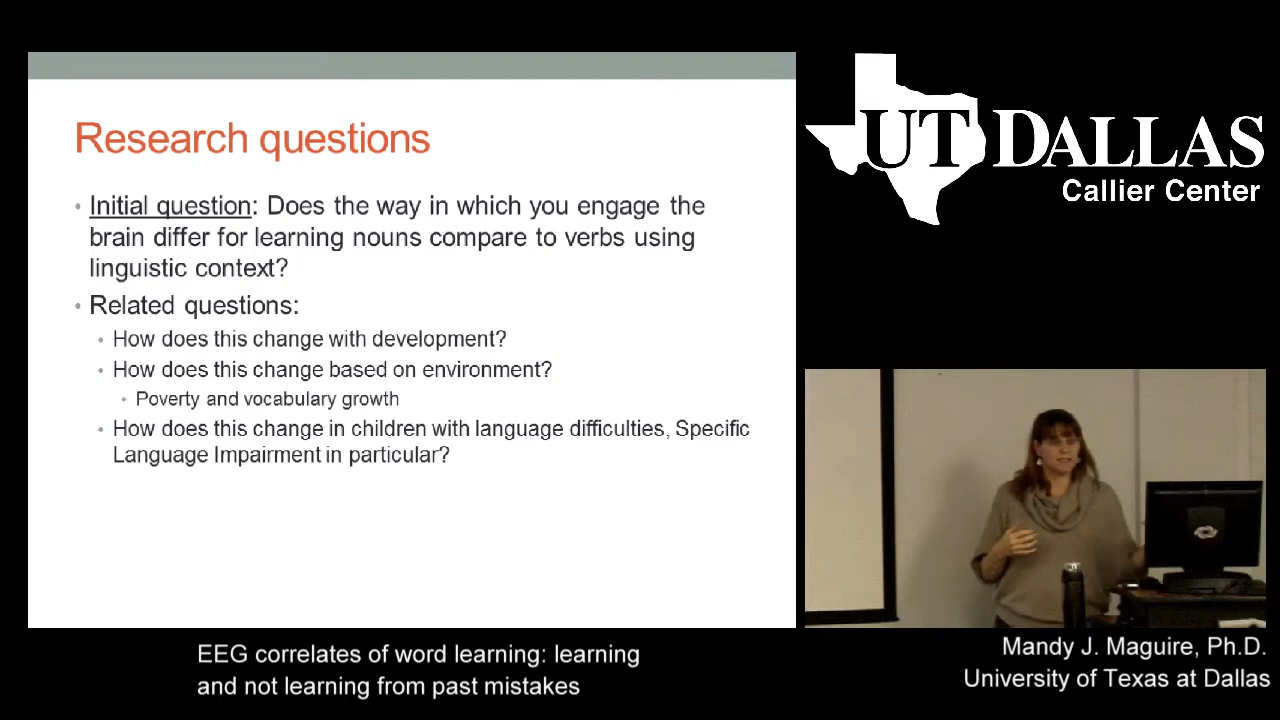 Research questions
Initial question: Does the way in which you engage the
brain differ for learning nouns compare to verbs using
linguistic context?
Related questions:
How does this change with development?
How does this change based on environment?
Poverty and vocabulary growth
How does this change in children with language difficulties, Specific
Language Impairment in particular?
UT DALLAS
Callier Center
EEG correlates of word learning: learning
and not learning from past mistakes
Mandy J. Maguire, Ph.D.
University of Texas at Dallas